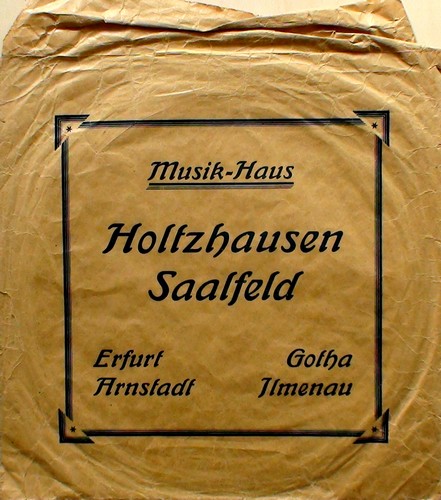 Musik-Haus
Holtzhausen
Saalfeld
Erfurt Gotha
Arnstadt Ilmenau